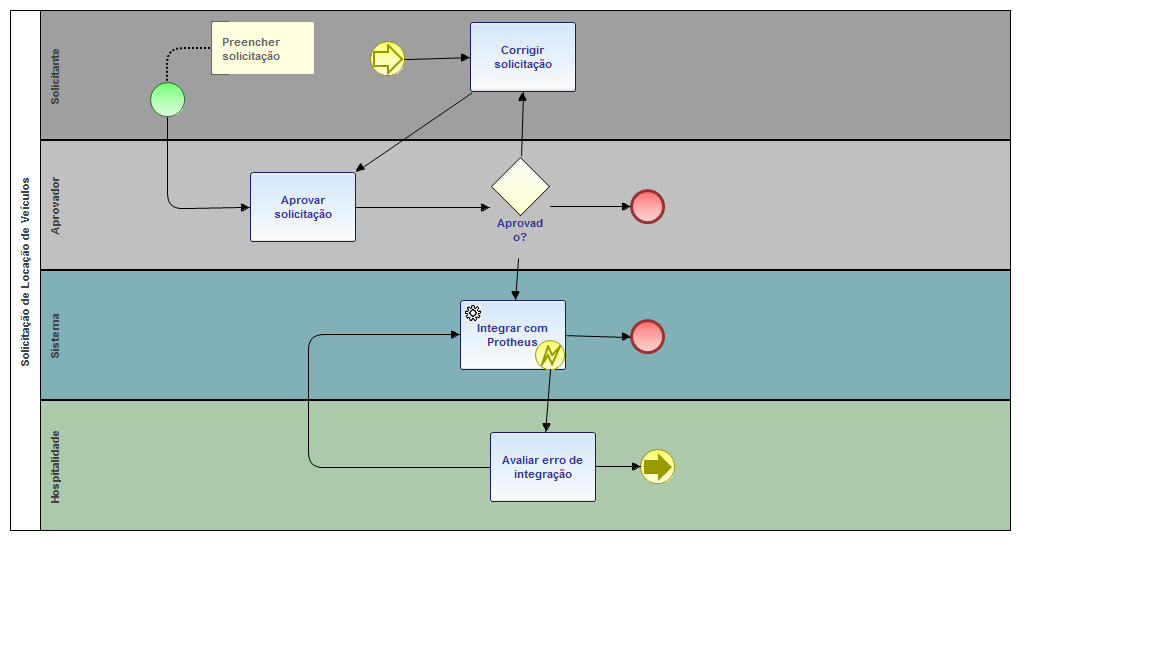 Solicitação de Locação de Veículos
Solicitante
Preencher
solicitação
Corrigir
solicitação
Aprovador
Aprovar
solicitação
Aprovad
o?
Sistema
Integrar com
Protheus
Hospitalidade
Avaliar erro de
integração